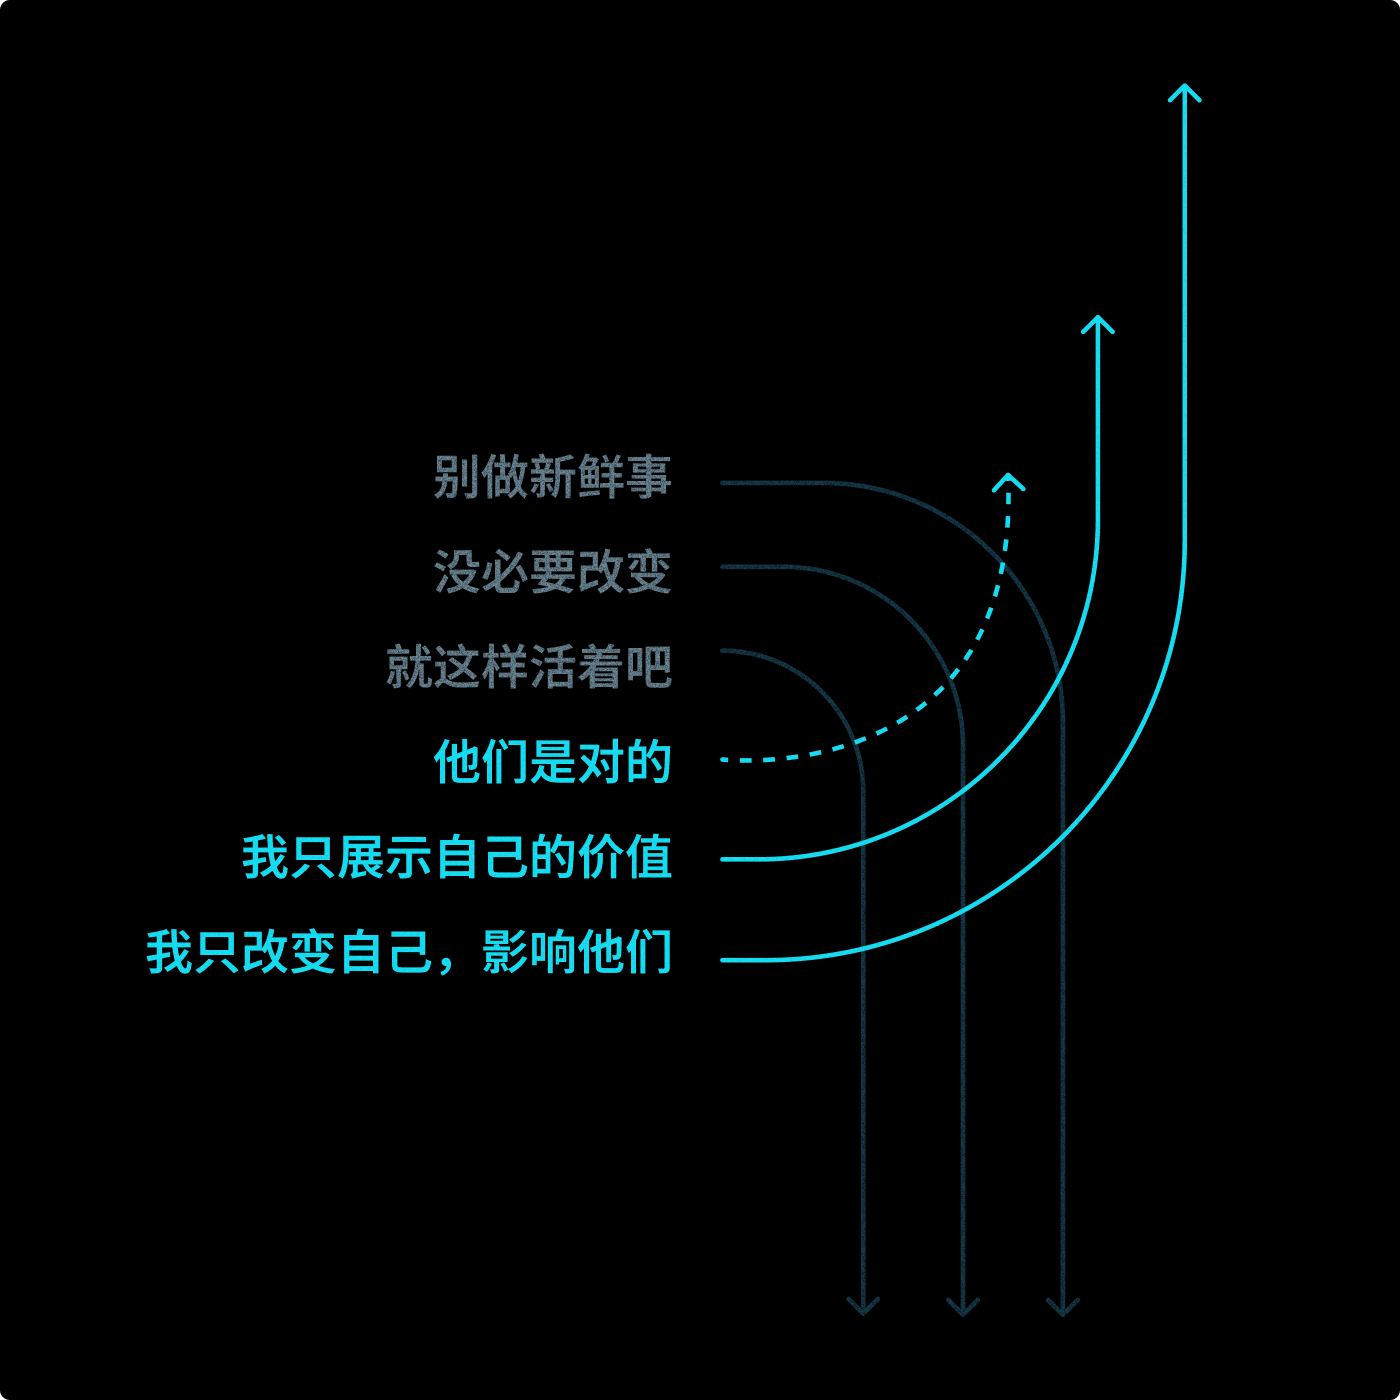 别做新鲜事
没必要改变
就这样活着吧
他们是对的
我只展示自己的价值
我只改变自己，影响他们